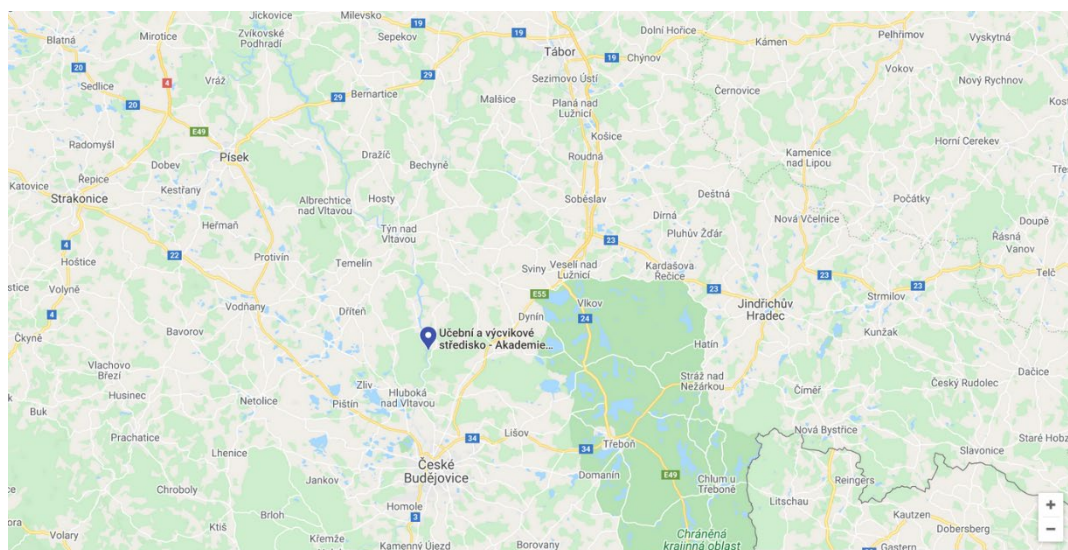 Jickovice
Milevsko
Dolní Hořice
Pelhřimov
Blatná
Mirotice
Zvíkovské
Podhradí
Sepekov
19
Tábor
Kámen
Vyskytná
20
Sedlice
4
Vráž
29
19
Chýnov
Vokov
Nový Rychnov
Sezimovo Ústí
Bernartice
Malšice
Planá nad
Lužnicí
Černovice
20
29
E49
Radomyšl
Písek
Košice
Horní Cerekev
Dobev
Dražíč
Bechyně
Roudná
Kamenice
nad Lipou
Katovice
Řepice
Kestřany
Strakonice
Albrechtice
nad Vltavou
Hosty
Soběslav
Deštná
Počátky
Heřmaň
Týn nad
Vltavou
Dirná
Nová Včelnice
Doupě
4
Hoštice
22
Protivín
Temelín
23
Pluhův Žďár
Řásná
Vanov
Sviny
Veselí nad
Lužnicí
Kardašova
Řečice
23
Telč
Volyně
4
Vodňany
E55
Vlkov
23
Jindřichův
Hradec
23
Strmilov
Dříteň
Dynín
24
Čkyně
Bavorov
Učební a výcvikové
středisko - Akademie...
Hatín
Kunžak
Vlachovo
Březí
Stráž nad
Nežárkou
Dačice
Buk
Husinec
Netolice
Zliv
Pištín
Hluboká
nad Vltavou
Číměř
Český Rudolec
Prachatice
34
Lišov
Třeboň
Nová Bystřice
Staré Hobz
Lhenice
České
Budějovice
34
Domanín
E49
Chlum u
Třeboně
Slavonice
Chroboly
Jankov
Reingers
Litschau
Homole
Volary
Ktiš
Brloh
3
Křemže
Kamenný Újezd
Borovany
Chráněná
krajinná oblast
Kautzen
Dobersberg
Gastern
+
−